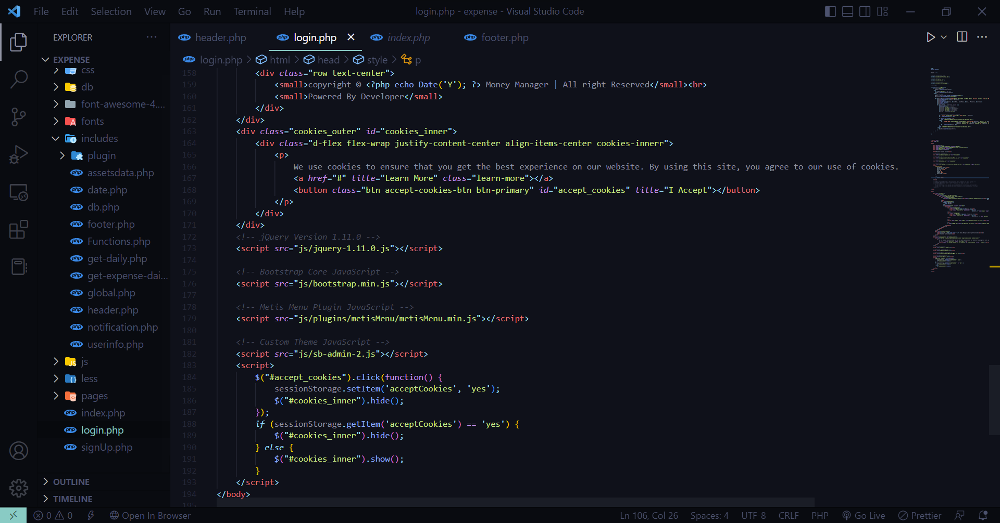 File Edit Selection View Go Run Terminal Help
login.php - expense - Visual Studio Code
EXPLORER
header.php login.php index.php footer.php
EXPENSE
css
db
font-awesome-4....
fonts
includes
plugin
assetsdata.php
date.php
db.php
footer.php
Functions.php
get-daily.php
get-expense-dai...
global.php
header.php
notification.php
userinfo.php
js
less
pages
index.php
login.php
signUp.php
OUTLINE
TIMELINE
login.php > html > head > style > p
158 <div class="row text-center">
159 <small>copyright © <?php echo Date('Y'); ?> Money Manager | All right Reserved</small><br>
160 <small>Powered By Developer</small>
161 </div>
162 </div>
163 <div class="cookies_outer" id="cookies_inner">
164 <div class="d-flex flex-wrap justify-content-center align-items-center cookies-innerr">
165 <p>
166 We use cookies to ensure that you get the best experience on our website. By using this site, you agree to our use of cookies.
167 <a href="#" title="Learn More" class="learn-more"></a>
168 <button class="btn accept-cookies-btn btn-primary" id="accept_cookies" title="I Accept"></button>
169 </p>
170 </div>
171 </div>
172 <!-- jQuery Version 1.11.0 -->
173 <script src="js/jquery-1.11.0.js"></script>
174
175 <!-- Bootstrap Core JavaScript -->
176 <script src="js/bootstrap.min.js"></script>
177
178 <!-- Metis Menu Plugin JavaScript -->
179 <script src="js/plugins/metisMenu/metisMenu.min.js"></script>
180
181 <!-- Custom Theme JavaScript -->
182 <script src="js/sb-admin-2.js"></script>
183 <script>
184 $("#accept_cookies").click(function() {
185 sessionStorage.setItem('acceptCookies', 'yes');
186 $("#cookies_inner").hide();
187 });
188 if (sessionStorage.getItem('acceptCookies') == 'yes') {
189 $("#cookies_inner").hide();
190 } else {
191 $("#cookies_inner").show();
192 }
193 </script>
194 </body>
195
0 0 Open In Browser
Ln 106, Col 26 Spaces: 4 UTF-8 CRLF PHP Go Live Prettier